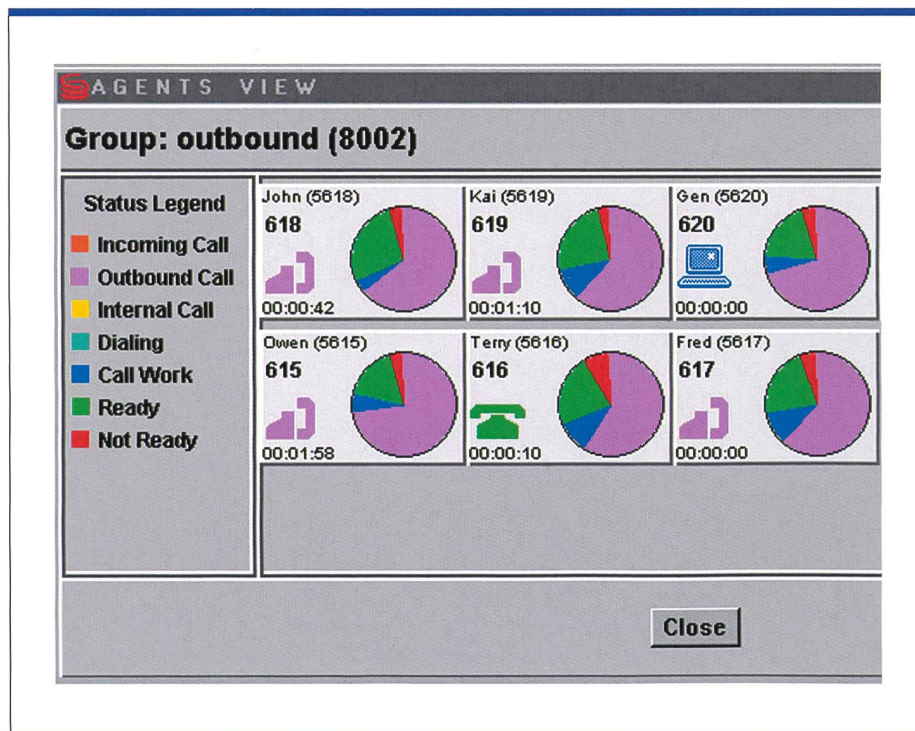 AGENTS VIEW
Group: outbound (8002)
Status Legend
Incoming Call
Outbound Call
Internal Call
Dialing
Call Work
Ready
Not Ready
John (5618)
618
00:00:42
Kai (5619)
619
00:01:10
Gen (5620)
620
00:00:00
Owen (5615)
615
00:01:58
Terry (5616)
616
00:00:10
Fred (5617)
617
00:00:00
Close